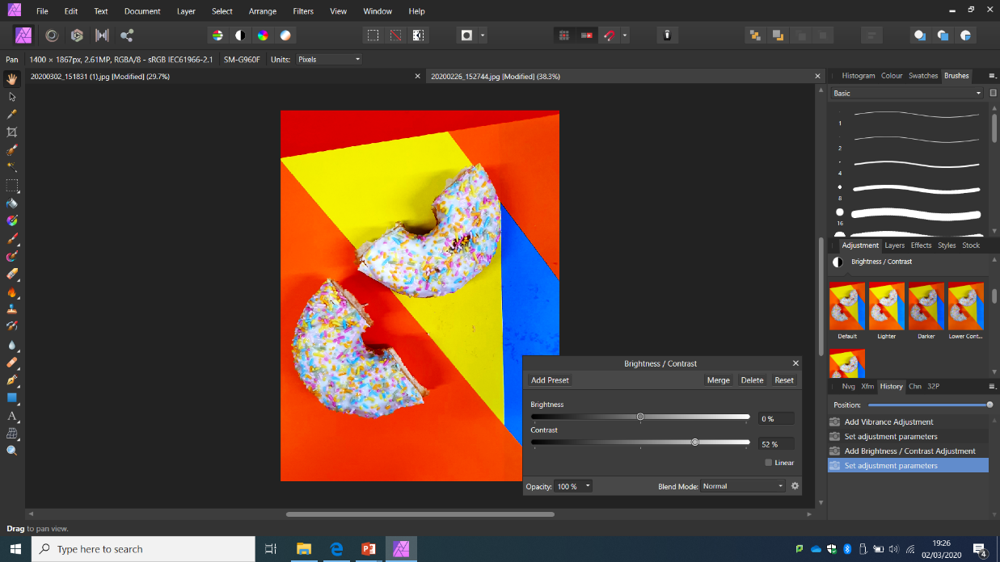 File Edit Text Document Layer Select Arrange Filters View Window Help
Pan 1400 × 1867px, 2.61MP, RGBA/8 - sRGB IEC61966-2.1 SM-G960F Units: Pixels
20200302_151831 (1).jpg [Modified] (29.7%) 20200226_152744.jpg [Modified] (38.3%)
Histogram Colour Swatches Brushes
Basic
1
2
4
8
16
Adjustment Layers Effects Styles Stock
Brightness / Contrast
Default Lighter Darker Lower Cont...
Brightness / Contrast
Add Preset Merge Delete Reset
Brightness
0 %
Contrast
52 %
Linear
Opacity: 100 % Blend Mode: Normal
Nvg Xfm History Chn 32P
Position:
Add Vibrance Adjustment
Set adjustment parameters
Add Brightness / Contrast Adjustment
Set adjustment parameters
Drag to pan view.
Type here to search
19:26
02/03/2020
4